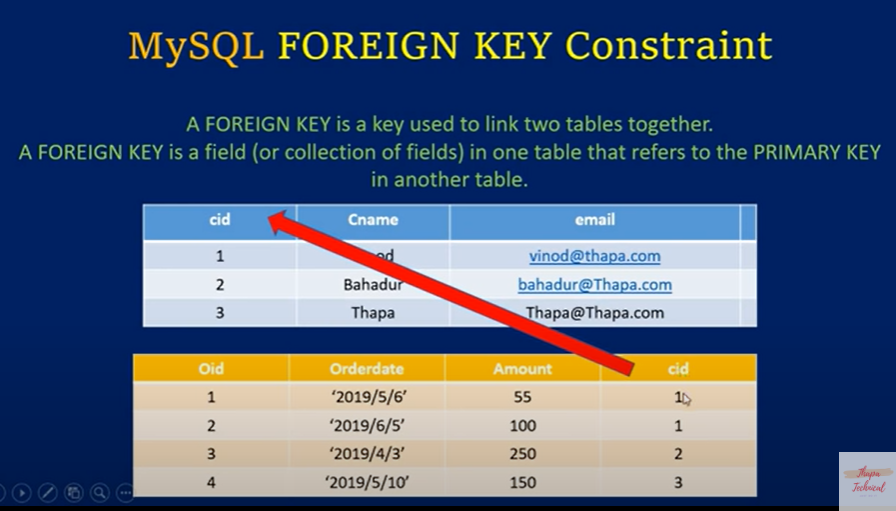 MySQL FOREIGN KEY Constraint
A FOREIGN KEY is a key used to link two tables together.
A FOREIGN KEY is a field (or collection of fields) in one table that refers to the PRIMARY KEY
in another table.
cid Cname email
1 vinod@thapa.com
2 Bahadur bahadur@Thapa.com
3 Thapa Thapa@Thapa.com
Oid Orderdate Amount cid
1 ‘2019/5/6’ 55 1
2 ‘2019/6/5’ 100 1
3 ‘2019/4/3’ 250 2
4 ‘2019/5/10’ 150 3
Thapa
Technical